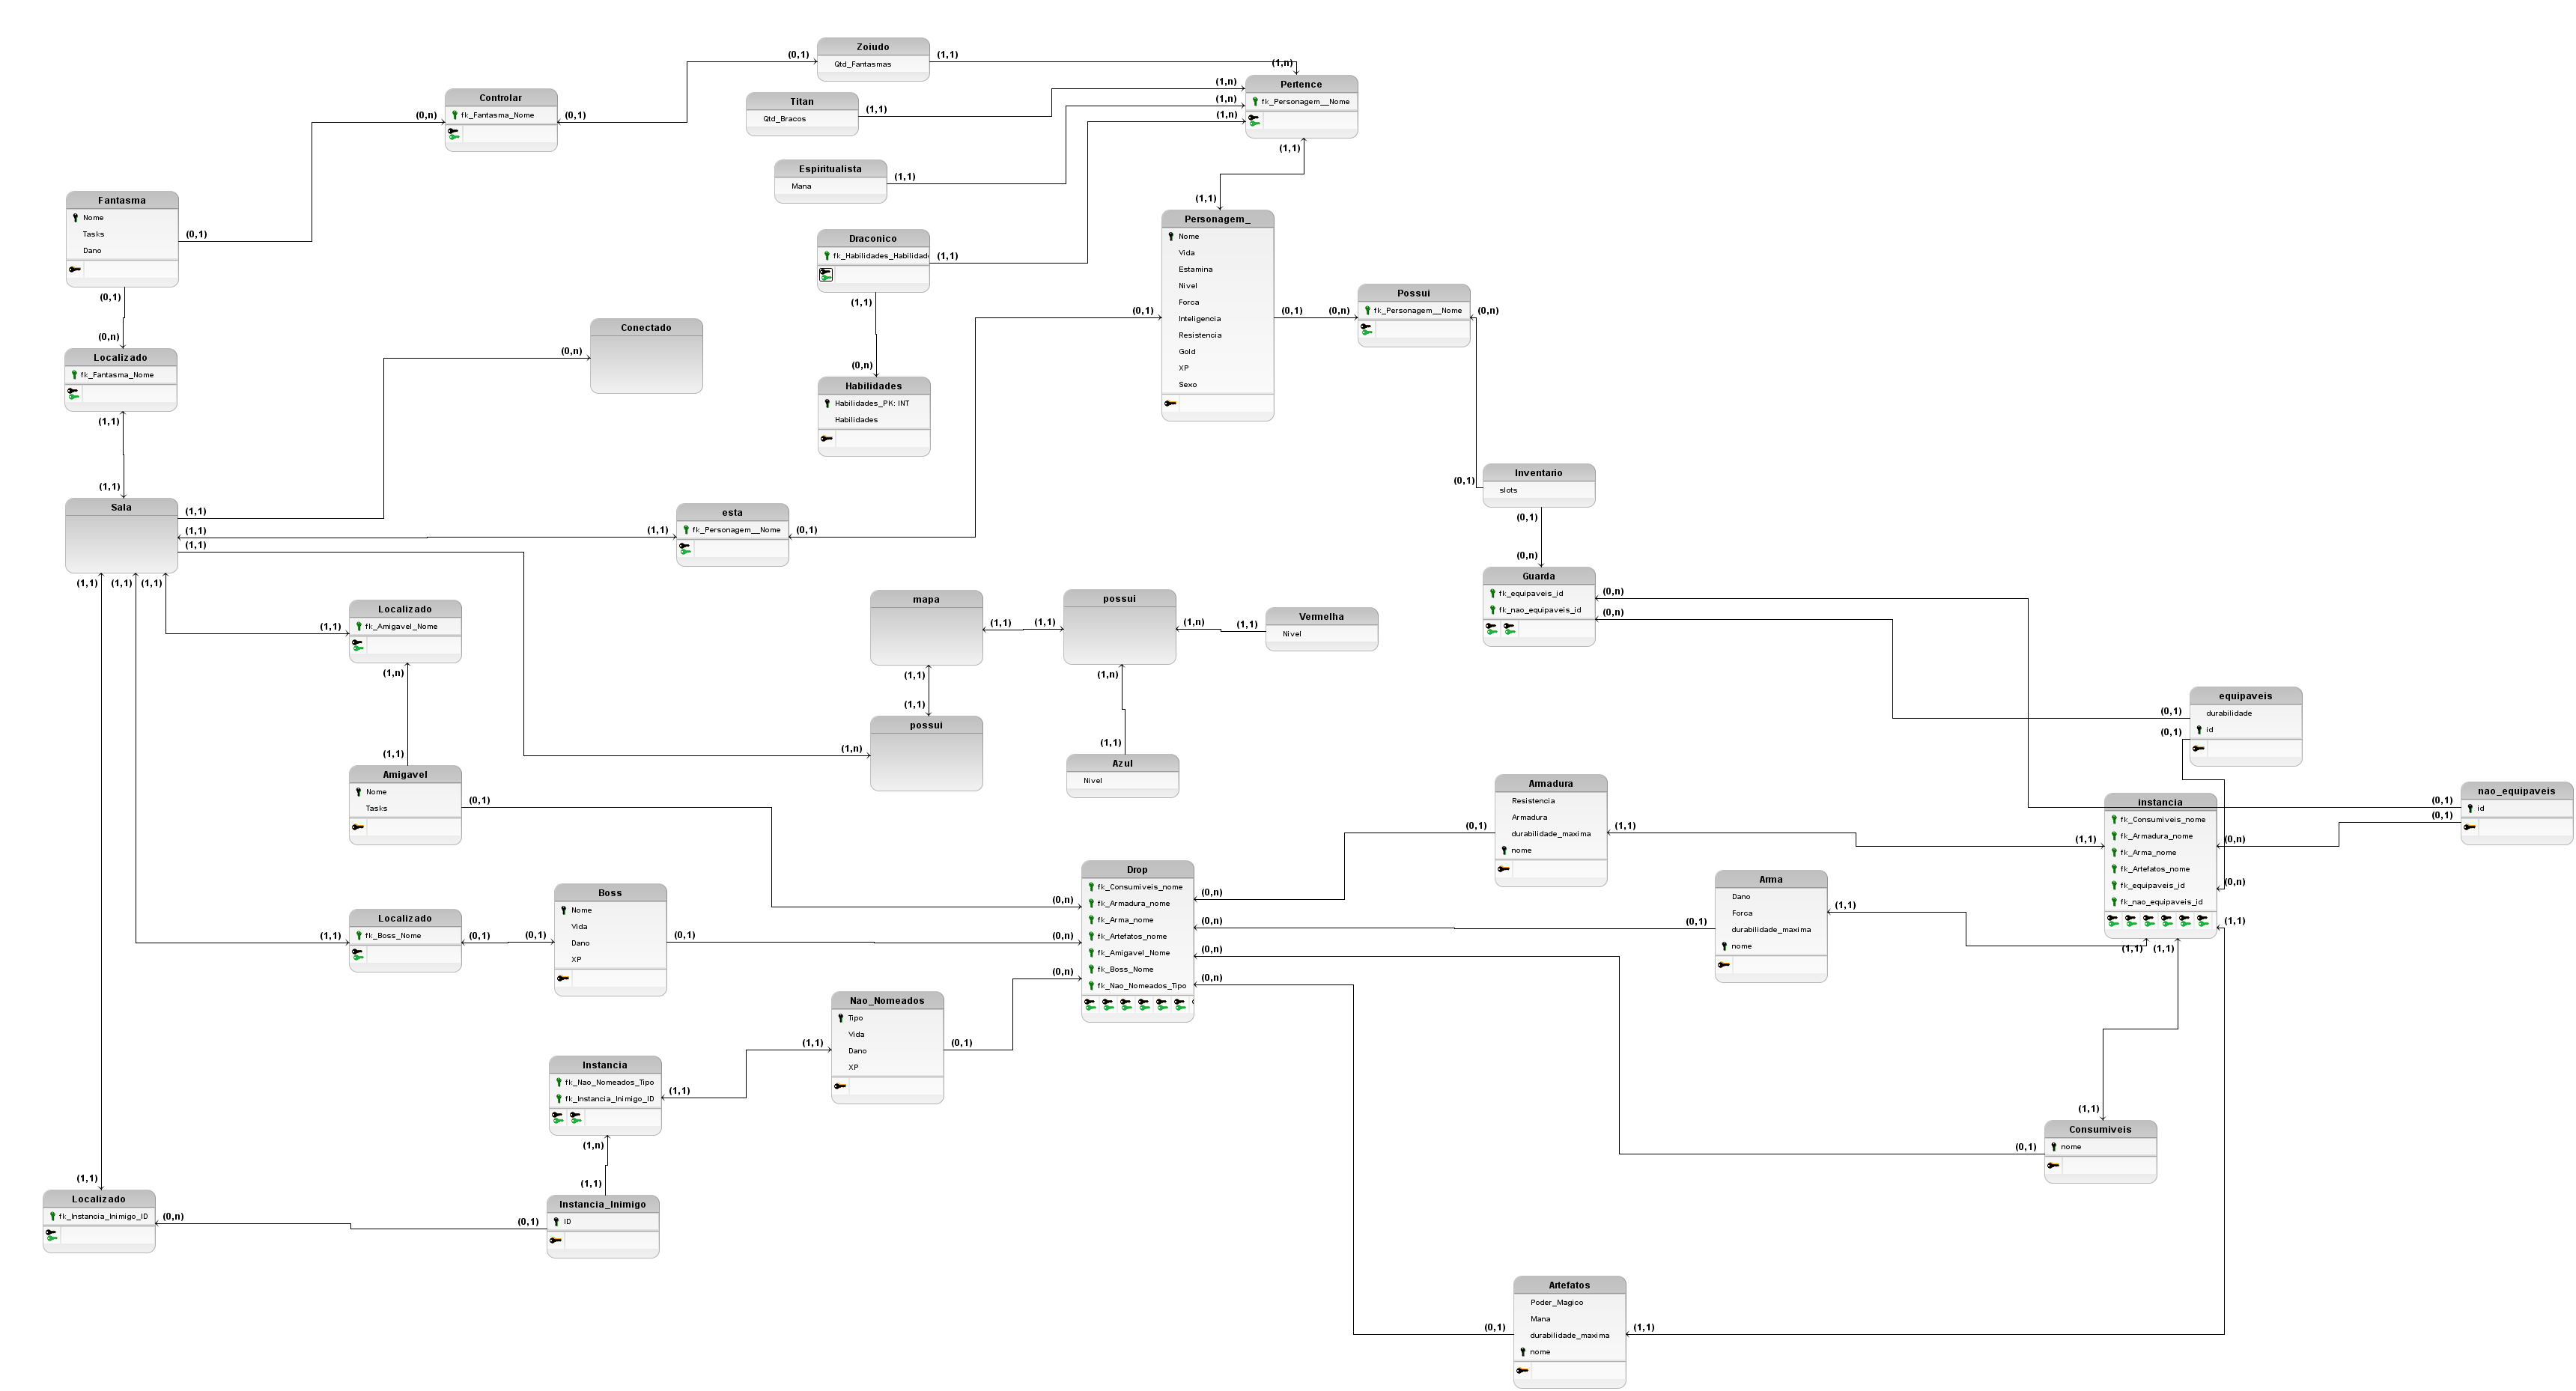 Zoiudo
Qtd_Fantasmas
(0,1)
(1,1)
(1,n)
Controlar
fk_Fantasma_Nome
(0,n)
(0,1)
Titan
Qtd_Bracos
(1,1)
(1,n)
(1,n)
(1,n)
Pertence
fk_Personagem__Nome
(1,1)
Espiritualista
Mana
(1,1)
Fantasma
Nome
Tasks
Dano
(0,1)
(0,1)
Draconico
fk_Habilidades_Habilidade
(1,1)
(1,1)
(1,1)
Personagem_
Nome
Vida
Estamina
Nivel
Forca
Inteligencia
Resistencia
Gold
XP
Sexo
(0,1)
(0,1)
Possui
fk_Personagem__Nome
(0,n)
(0,n)
(0,n)
Localizado
fk_Fantasma_Nome
(1,1)
Conectado
(0,n)
(0,n)
Habilidades
Habilidades_PK: INT
Habilidades
(1,1)
Sala
(1,1)
(1,1)
(1,1)
(1,1)
(1,1)
(1,1)
esta
fk_Personagem__Nome
(1,1)
(0,1)
Inventario
slots
(0,1)
(0,1)
(0,n)
Guarda
fk_equipaveis_id
fk_nao_equipaveis_id
(0,n)
(0,n)
Localizado
fk_Amigavel_Nome
(1,1)
(1,n)
mapa
(1,1)
(1,1)
possui
(1,1)
(1,n)
(1,n)
Vermelha
Nivel
(1,1)
(1,1)
possui
(1,n)
(1,1)
Azul
Nivel
equipaveis
durabilidade
id
(0,1)
(0,1)
(1,1)
Amigavel
Nome
Tasks
(0,1)
Armadura
Resistencia
Armadura
durabilidade_maxima
nome
(0,1)
(1,1)
instancia
fk_Consumiveis_nome
fk_Armadura_nome
fk_Arma_nome
fk_Artefatos_nome
fk_equipaveis_id
fk_nao_equipaveis_id
(1,1)
(0,n)
(0,n)
(1,1)
(1,1)
(1,1)
nao_equipaveis
id
(0,1)
(0,1)
Drop
fk_Consumiveis_nome
fk_Armadura_nome
fk_Arma_nome
fk_Artefatos_nome
fk_Amigavel_Nome
fk_Boss_Nome
fk_Nao_Nomeados_Tipo
(0,n)
(0,n)
(0,n)
(0,n)
(0,n)
(0,n)
(0,n)
Arma
Dano
Forca
durabilidade_maxima
nome
(0,1)
(1,1)
Boss
Nome
Vida
Dano
XP
(0,1)
(0,1)
Localizado
fk_Boss_Nome
(1,1)
(0,1)
Nao_Nomeados
Tipo
Vida
Dano
XP
(1,1)
(0,1)
Instancia
fk_Nao_Nomeados_Tipo
fk_Instancia_Inimigo_ID
(1,1)
(1,n)
(1,1)
Consumiveis
nome
(0,1)
(1,1)
(1,1)
Localizado
fk_Instancia_Inimigo_ID
(0,n)
(1,1)
Instancia_Inimigo
ID
(0,1)
Artefatos
Poder_Magico
Mana
durabilidade_maxima
nome
(0,1)
(1,1)